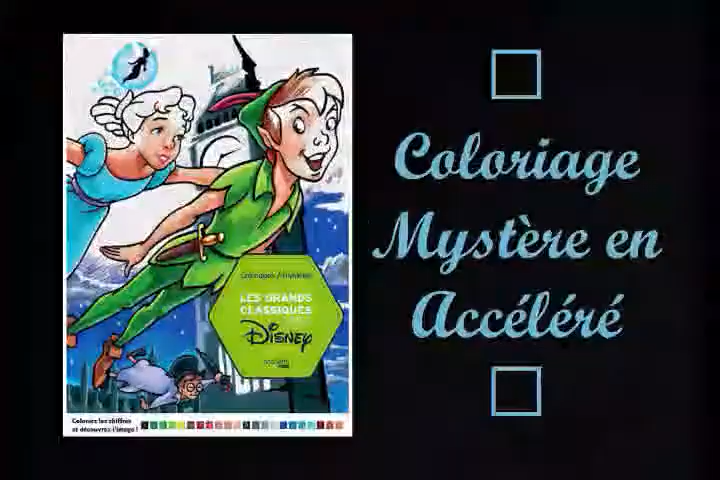 Coloriages Mystères
LES GRANDS
CLASSIQUES
Disney
Coloriez les chiffres
et découvrez l'image !
Coloriage
Mystère en
Accéléré